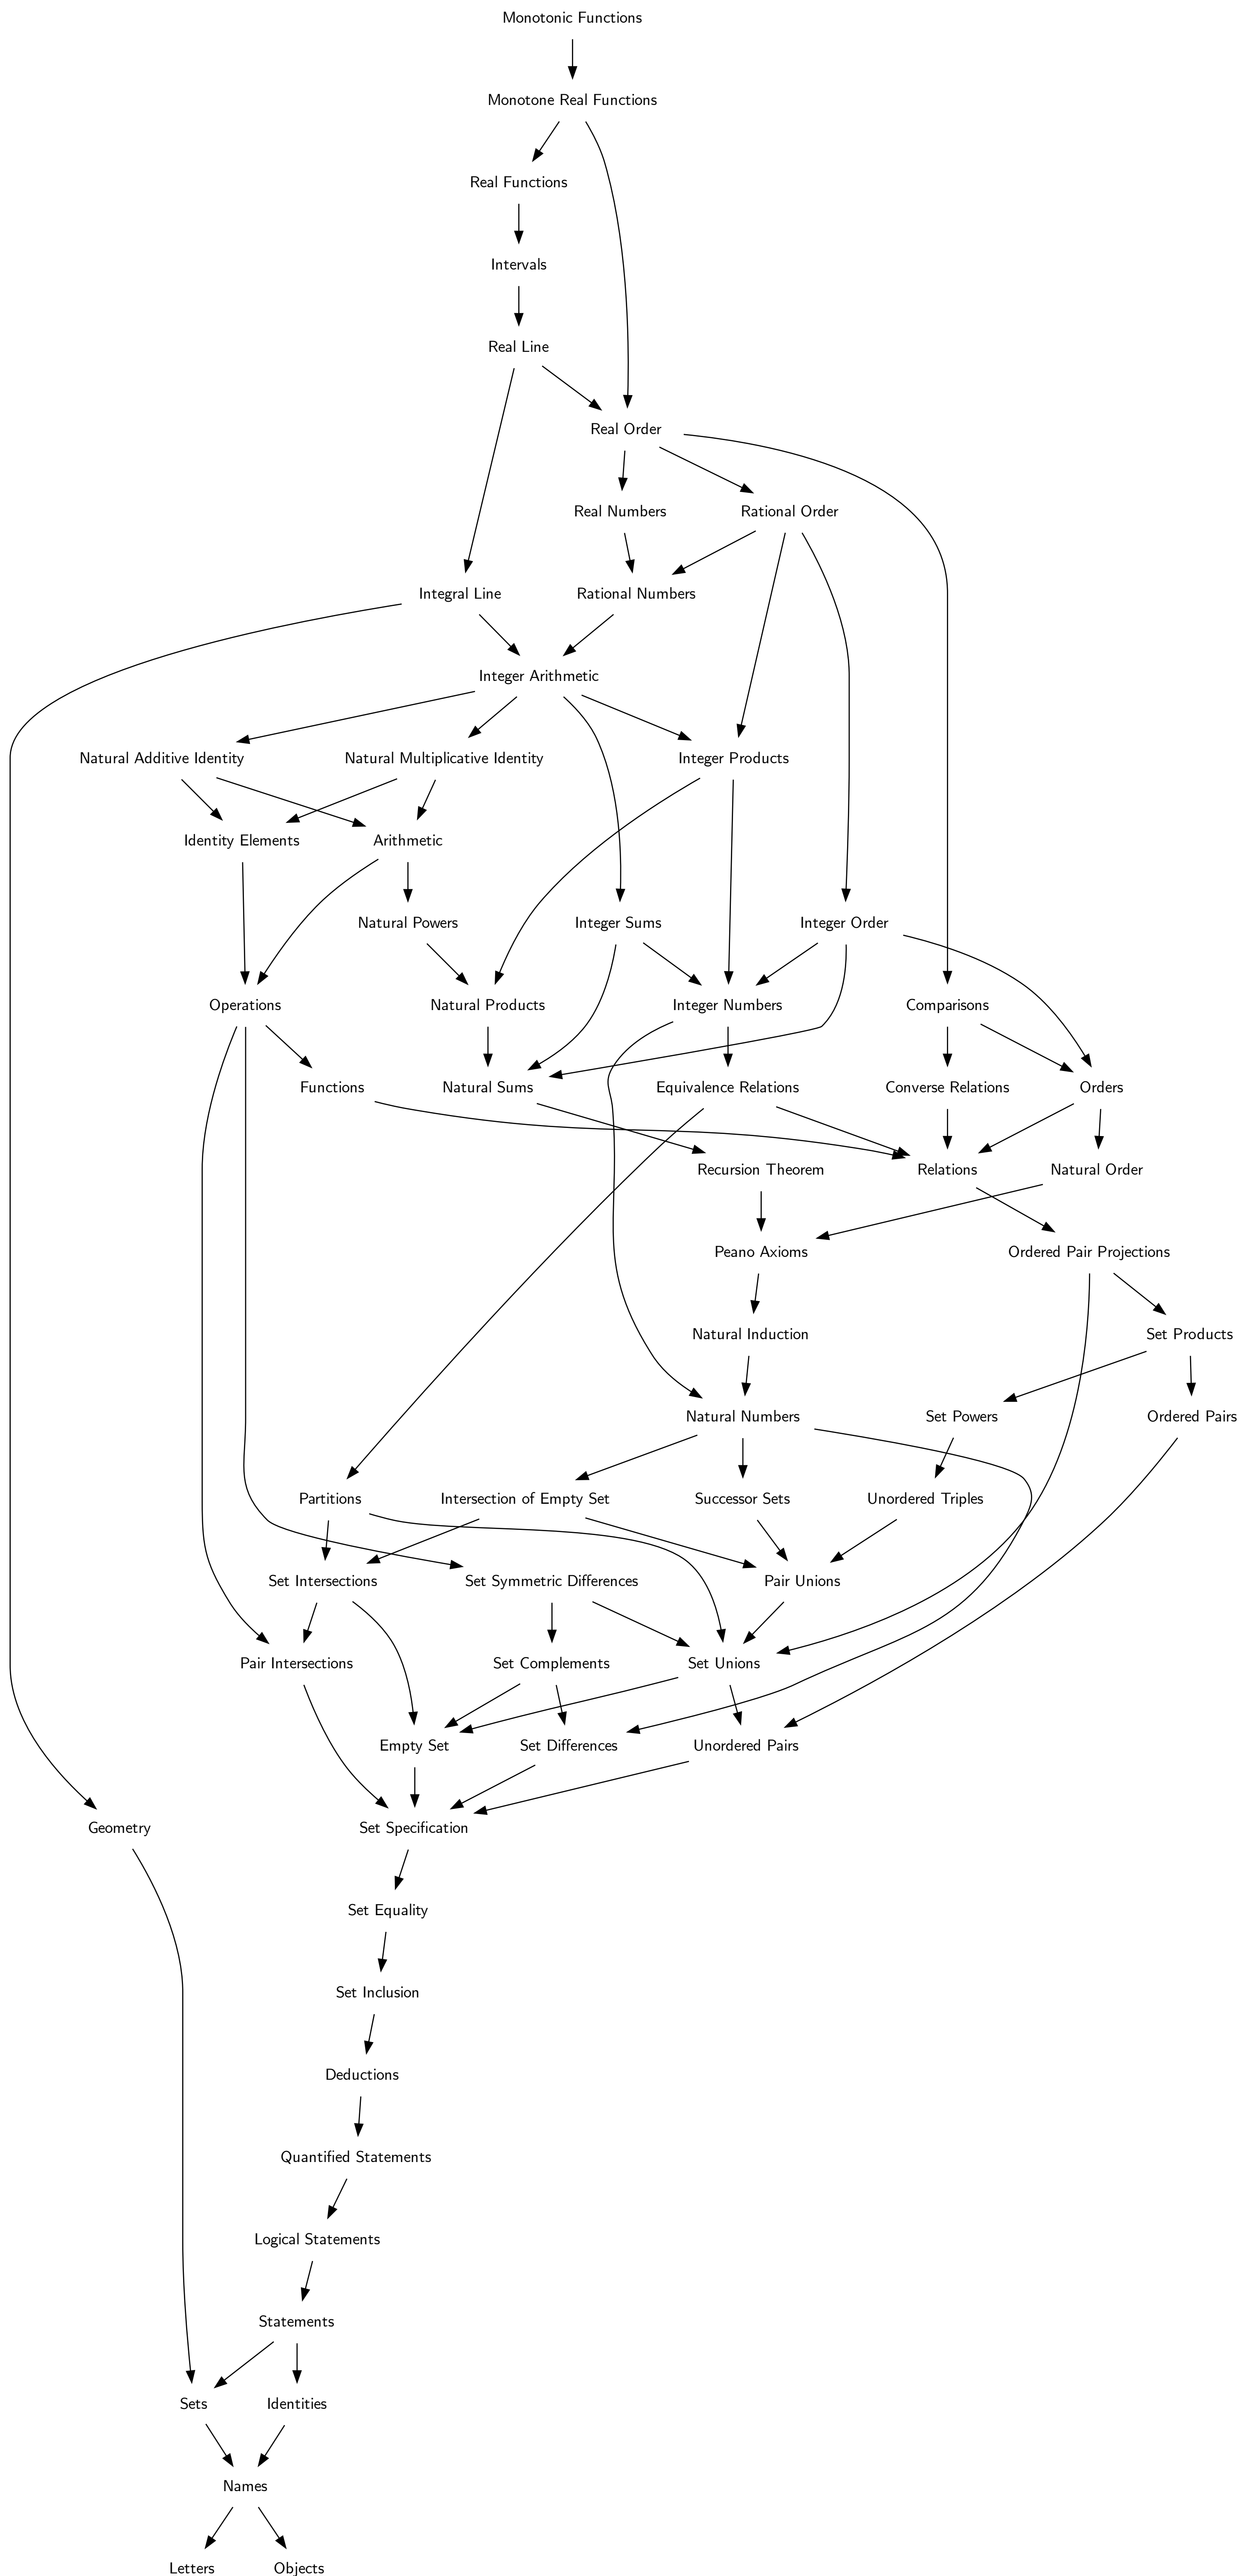 Monotonic Functions
Monotone Real Functions
Real Functions
Intervals
Real Line
Real Order
Real Numbers
Rational Order
Integral Line
Rational Numbers
Integer Arithmetic
Natural Additive Identity
Natural Multiplicative Identity
Integer Products
Identity Elements
Arithmetic
Natural Powers
Integer Sums
Integer Order
Operations
Natural Products
Integer Numbers
Comparisons
Functions
Natural Sums
Equivalence Relations
Converse Relations
Orders
Recursion Theorem
Relations
Natural Order
Peano Axioms
Ordered Pair Projections
Natural Induction
Set Products
Natural Numbers
Set Powers
Ordered Pairs
Partitions
Intersection of Empty Set
Successor Sets
Unordered Triples
Set Intersections
Set Symmetric Differences
Pair Unions
Pair Intersections
Set Complements
Set Unions
Empty Set
Set Differences
Unordered Pairs
Geometry
Set Specification
Set Equality
Set Inclusion
Deductions
Quantified Statements
Logical Statements
Statements
Sets
Identities
Names
Letters
Objects